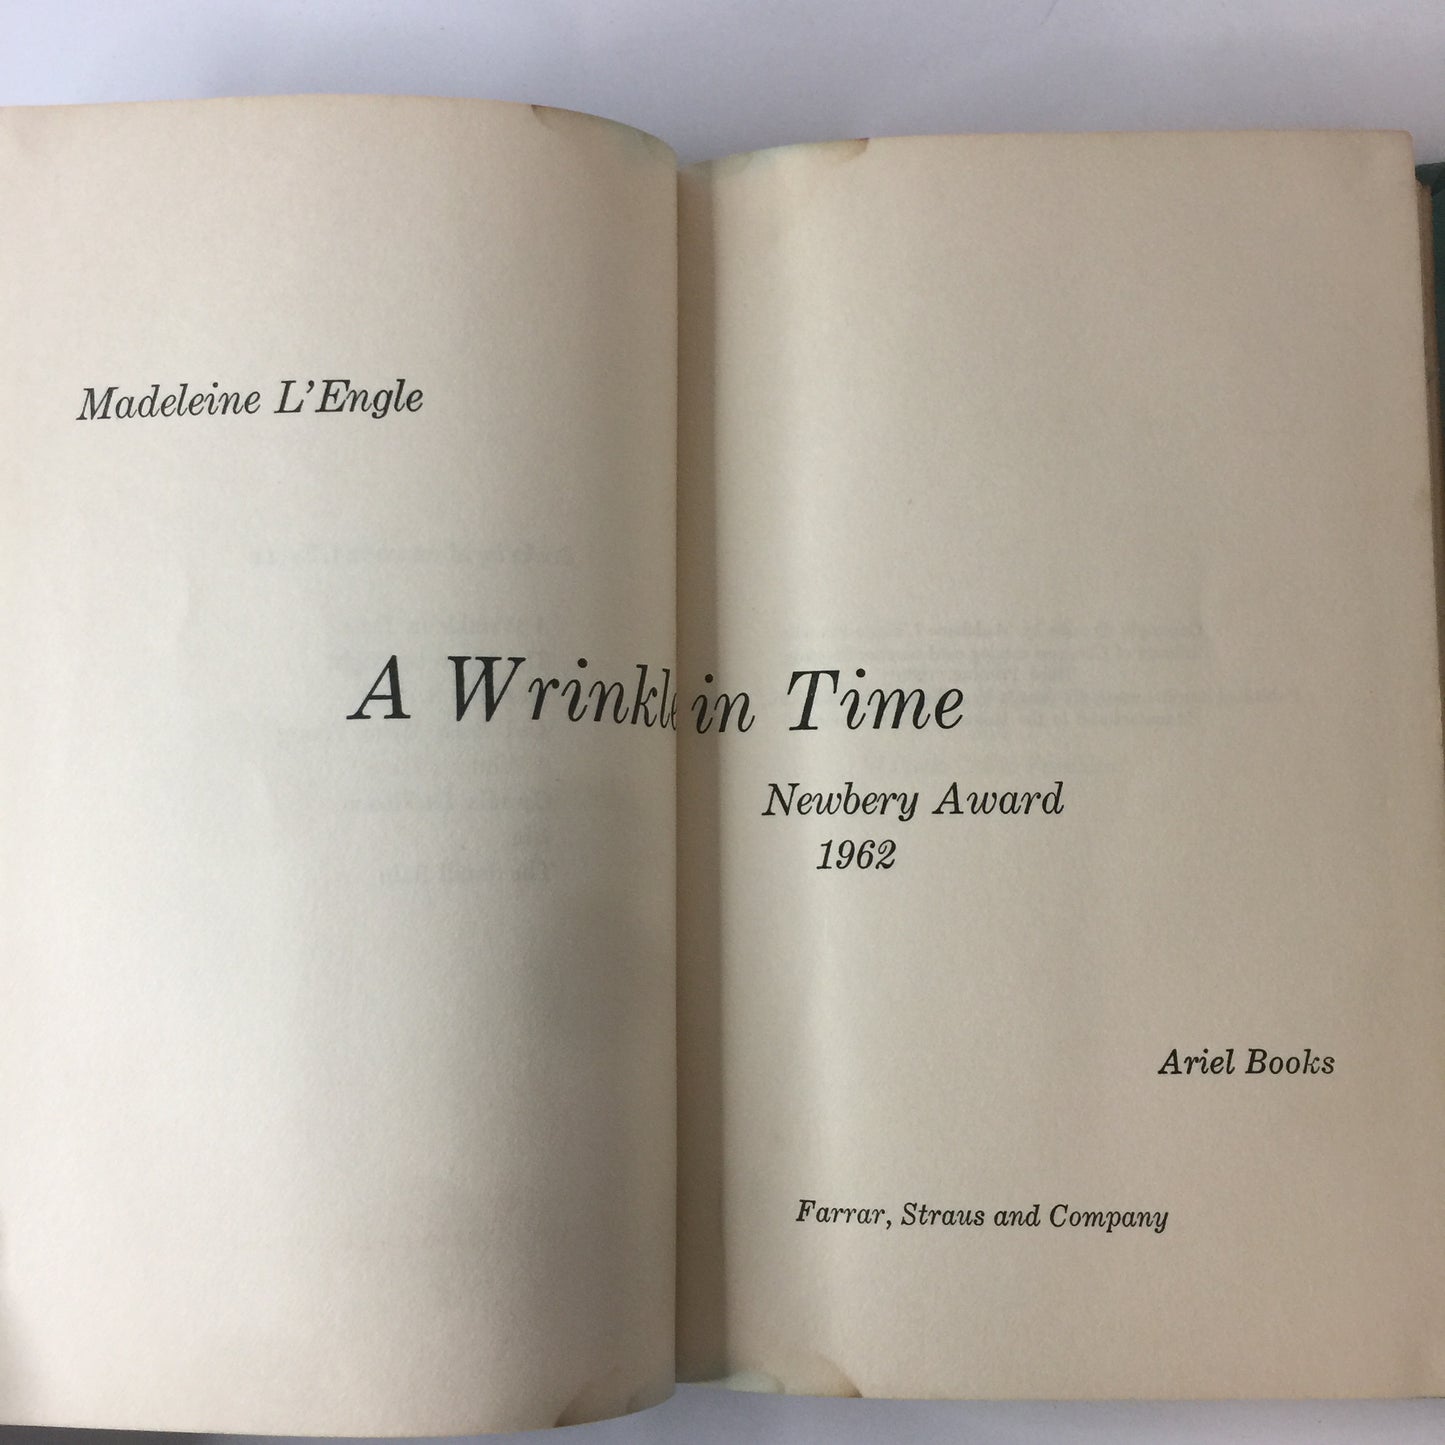 Madeleine L'Engle
A Wrinkle in Time
Newbery Award
1962
Ariel Books
Farrar, Straus and Company